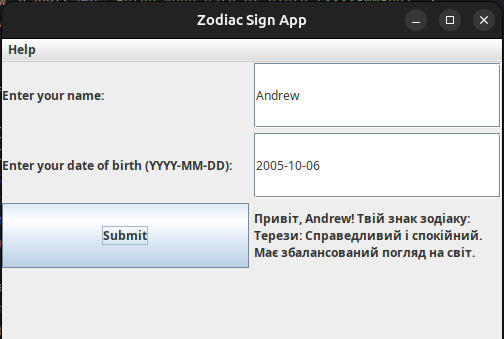 Zodiac Sign App
Help
Enter your name:
Andrew
Enter your date of birth (YYYY-MM-DD):
2005-10-06
Submit
Привіт, Andrew! Твій знак зодіаку:
Терези: Справедливий і спокійний.
Має збалансований погляд на світ.